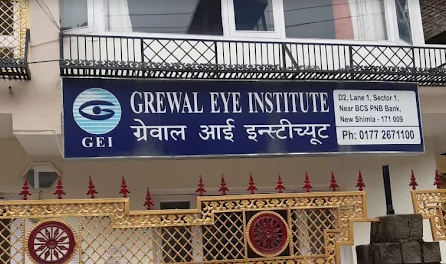 GEI
GREWAL EYE INSTITUTE
ग्रेवाल आई इन्स्टीच्यूट
D2, Lane 1, Sector 1,
Near BCS PNB Bank,
New Shimla - 171 009
Ph: 0177 2671100